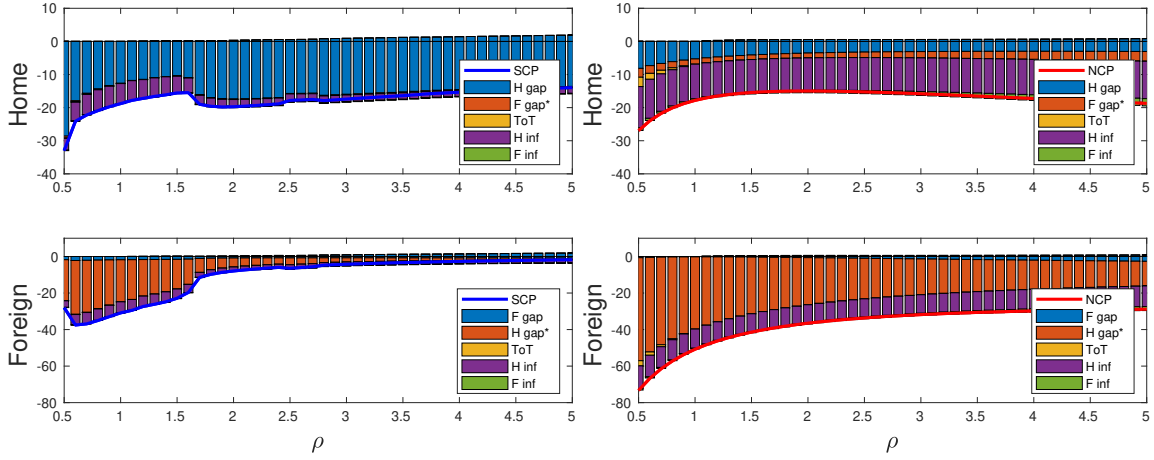 10
0
-10
-20
-30
-40
Home
0.5 1 1.5 2 2.5 3 3.5 4 4.5 5
SCP
H gap
F gap*
ToT
H inf
F inf
10
0
-10
-20
-30
-40
Home
0.5 1 1.5 2 2.5 3 3.5 4 4.5 5
NCP
H gap
F gap*
ToT
H inf
F inf
0
-20
-40
-60
-80
Foreign
0.5 1 1.5 2 2.5 3 3.5 4 4.5 5
ρ
SCP
F gap
H gap*
ToT
H inf
F inf
0
-20
-40
-60
-80
Foreign
0.5 1 1.5 2 2.5 3 3.5 4 4.5 5
ρ
NCP
F gap
H gap*
ToT
H inf
F inf